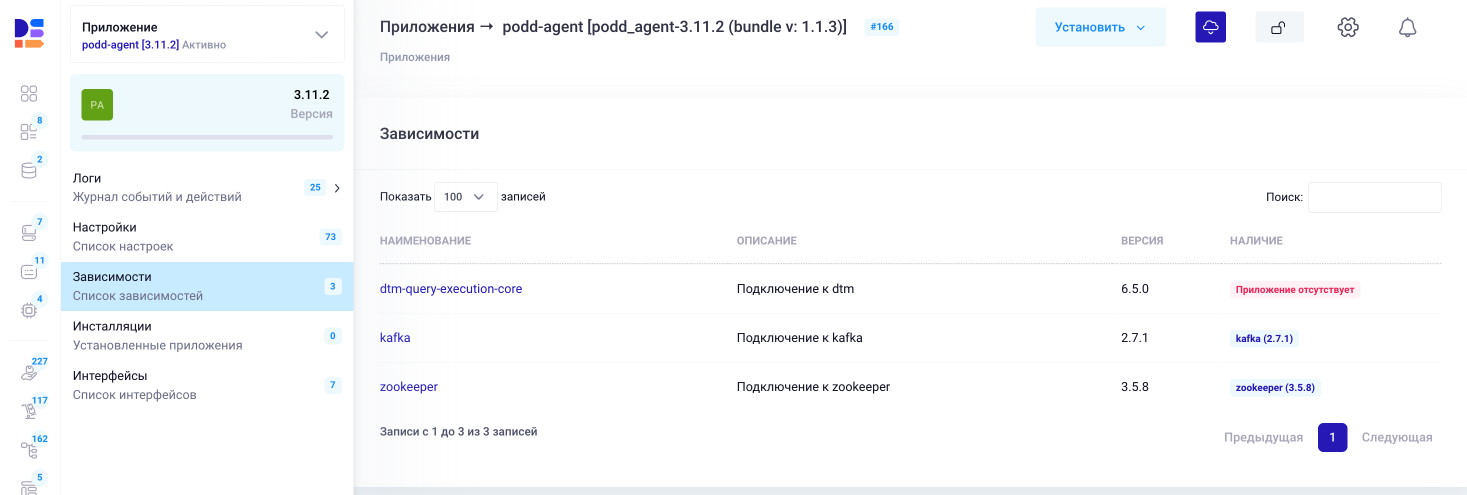 Приложение
podd-agent [3.11.2] Активно
Приложения → podd-agent [podd_agent-3.11.2 (bundle v: 1.1.3)] #166
Установить
Приложения
PA
3.11.2
Версия
8
2
7
11
4
227
117
162
5
Логи
Журнал событий и действий
25
Настройки
Список настроек
73
Зависимости
Список зависимостей
3
Инсталляции
Установленные приложения
0
Интерфейсы
Список интерфейсов
7
Зависимости
Показать 100 записей
Поиск:
НАИМЕНОВАНИЕ ОПИСАНИЕ ВЕРСИЯ НАЛИЧИЕ
dtm-query-execution-core Подключение к dtm 6.5.0 Приложение отсутствует
kafka Подключение к kafka 2.7.1 kafka (2.7.1)
zookeeper Подключение к zookeeper 3.5.8 zookeeper (3.5.8)
Записи с 1 до 3 из 3 записей
Предыдущая 1 Следующая